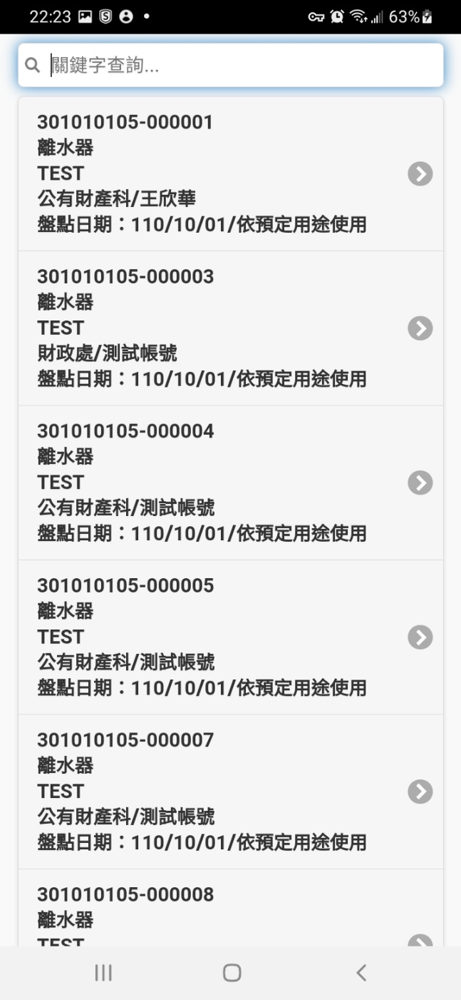 22:23
63%
關鍵字查詢...
301010105-000001
離水器
TEST
公有財產科/王欣華
盤點日期：110/10/01/依預定用途使用
301010105-000003
離水器
TEST
財政處/測試帳號
盤點日期：110/10/01/依預定用途使用
301010105-000004
離水器
TEST
公有財產科/測試帳號
盤點日期：110/10/01/依預定用途使用
301010105-000005
離水器
TEST
公有財產科/測試帳號
盤點日期：110/10/01/依預定用途使用
301010105-000007
離水器
TEST
公有財產科/測試帳號
盤點日期：110/10/01/依預定用途使用
301010105-000008
離水器
TEST